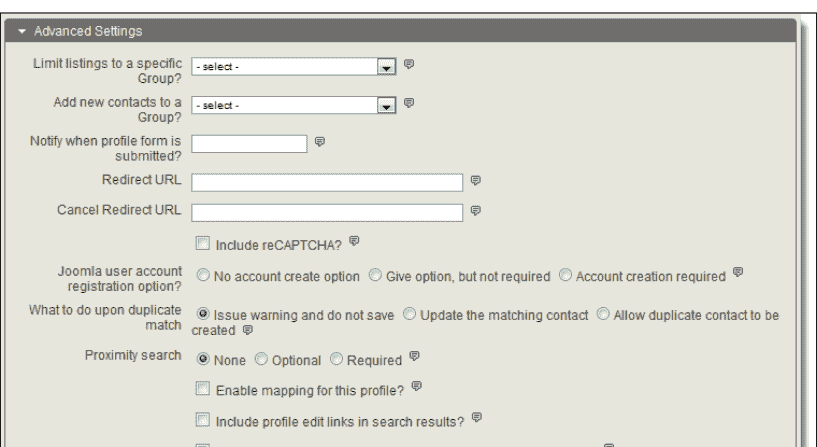 Advanced Settings
Limit listings to a specific
Group?
- select -
Add new contacts to a
Group?
- select -
Notify when profile form is
submitted?
Redirect URL
Cancel Redirect URL
Include reCAPTCHA?
Joomla user account
registration option?
No account create option Give option, but not required Account creation required
What to do upon duplicate
match
Issue warning and do not save Update the matching contact Allow duplicate contact to be
created
Proximity search
None Optional Required
Enable mapping for this profile?
Include profile edit links in search results?